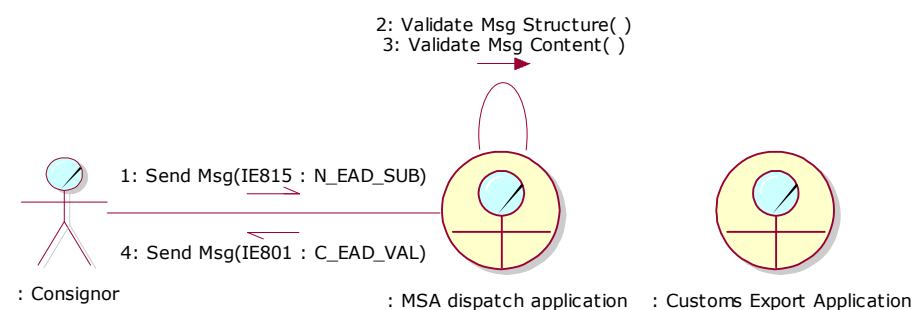 2: Validate Msg Structure( )
3: Validate Msg Content( )
1: Send Msg(IE815 : N_EAD_SUB)
4: Send Msg(IE801 : C_EAD_VAL)
: Consignor
: MSA dispatch application
: Customs Export Application